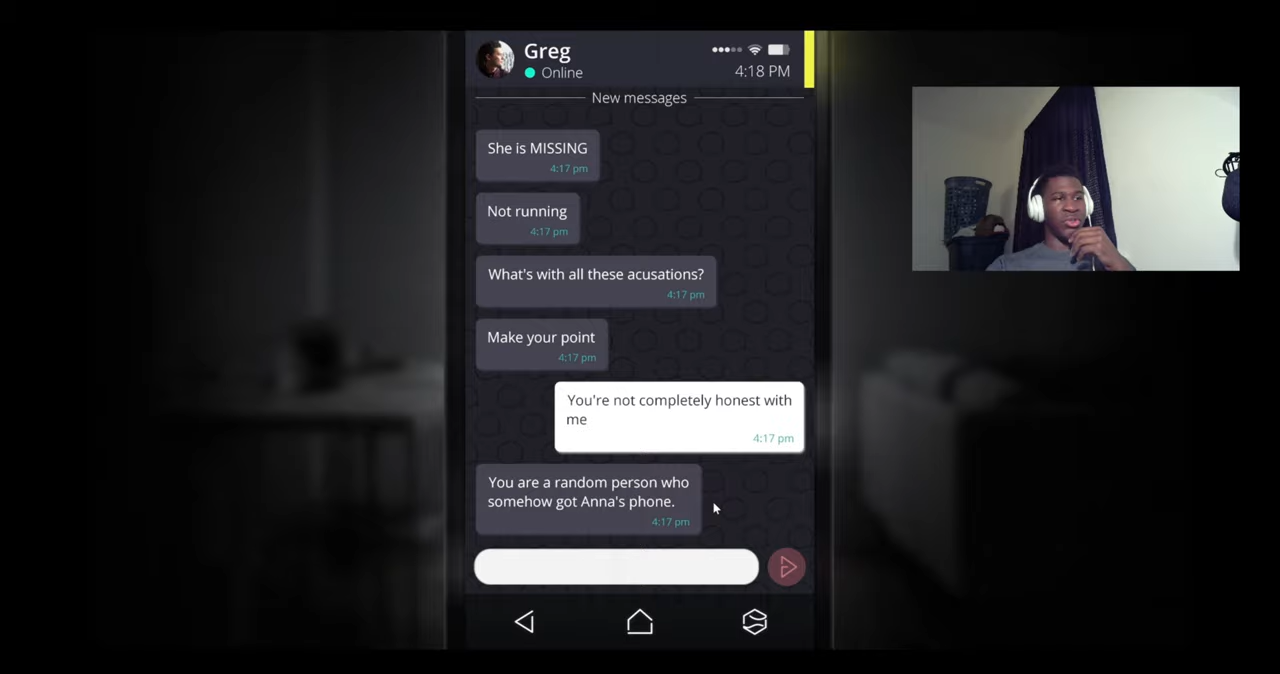 Greg
Online
4:18 PM
New messages
She is MISSING
4:17 pm
Not running
4:17 pm
What's with all these acusations?
4:17 pm
Make your point
4:17 pm
You're not completely honest with
me
4:17 pm
You are a random person who
somehow got Anna's phone.
4:17 pm